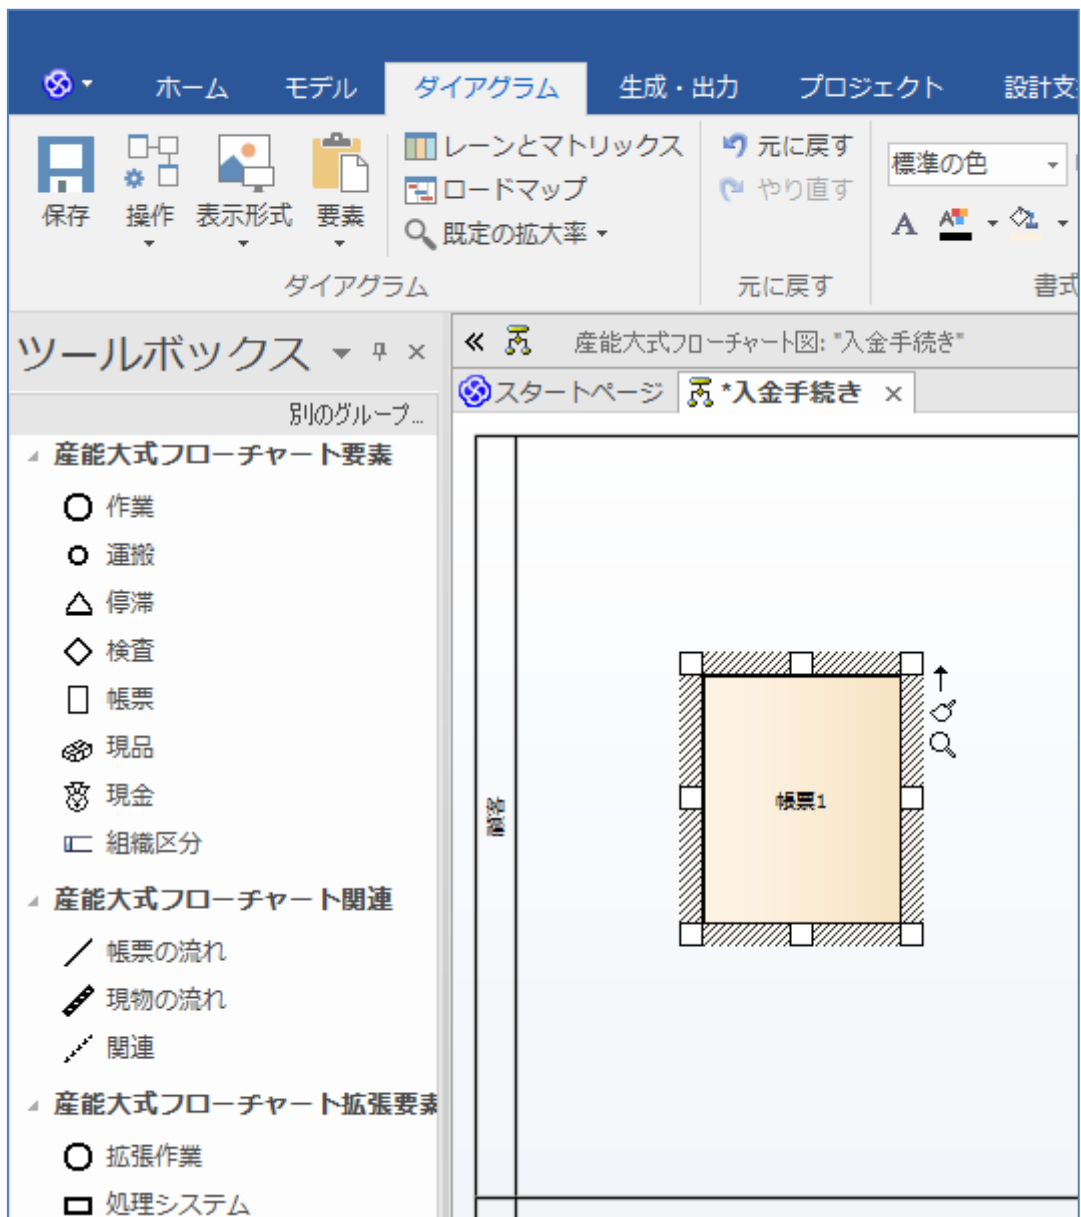 ホーム モデル ダイアグラム 生成・出力 プロジェクト 設計支
保存 操作 表示形式 要素
レーンとマトリックス
ロードマップ
既定の拡大率
ダイアグラム
元に戻す
やり直す
元に戻す
標準の色
A A
書式
ツールボックス
別のグループ...
産能大式フローチャート要素
作業
運搬
停滞
検査
帳票
現品
現金
組織区分
産能大式フローチャート関連
帳票の流れ
現物の流れ
関連
産能大式フローチャート拡張要素
拡張作業
処理システム
産能大式フローチャート図: "入金手続き"
スタートページ *入金手続き
顧客
帳票1